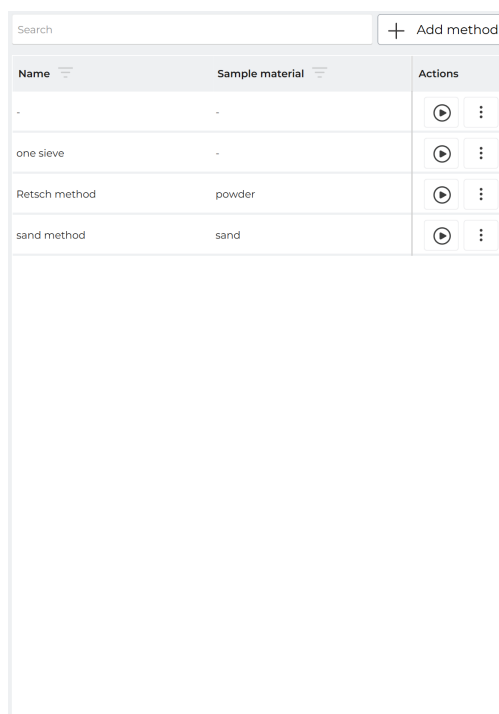 Search + Add method
Name Sample material Actions
- -
one sieve -
Retsch method powder
sand method sand